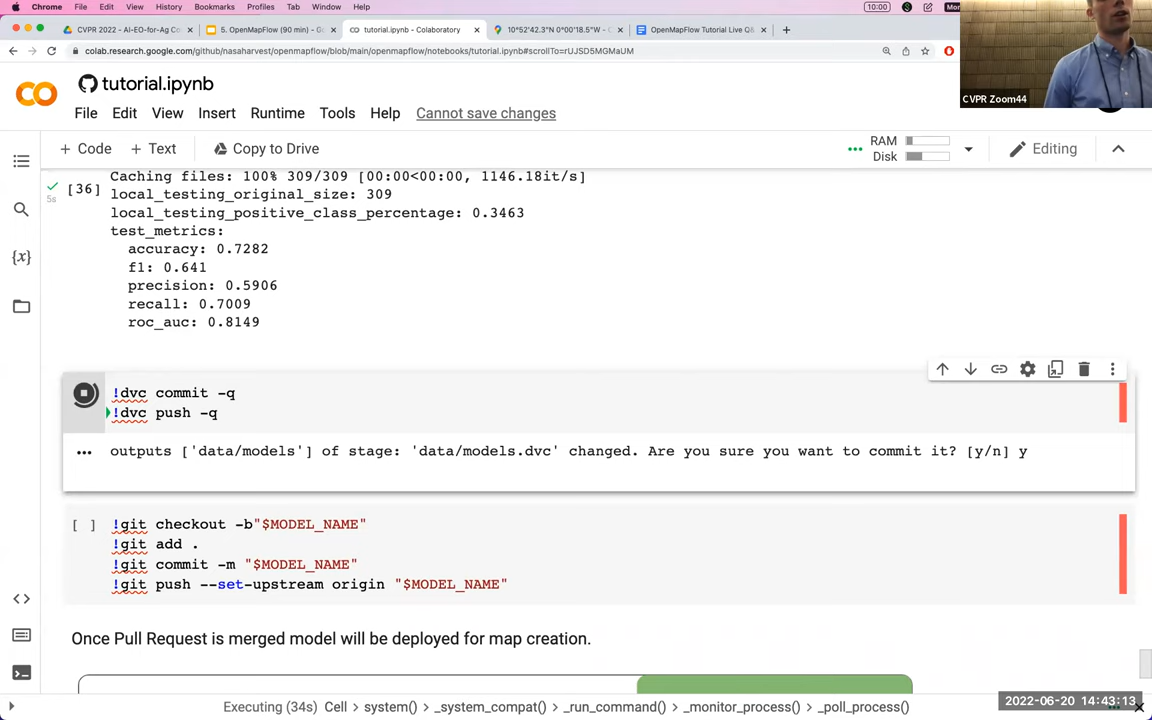 Chrome File Edit View History Bookmarks Profiles Tab Window Help 10:00
CVPR 2022 - AI-EO-for-Ag Co
5. OpenMapFlow (90 min) - G
tutorial.ipynb - Colaboratory
10°52'42.3"N 0°00'18.5"W - G
OpenMapFlow Tutorial Live Q&
colab.research.google.com/github/nasaharvest/openmapflow/blob/main/openmapflow/notebooks/tutorial.ipynb#scrollTo=rUJSD5MGMaUM
CVPR Zoom44
tutorial.ipynb
File Edit View Insert Runtime Tools Help Cannot save changes
+ Code + Text Copy to Drive
RAM
Disk
Editing
[36]
5s
Caching files: 100% 309/309 [00:00<00:00, 1146.18it/s]
local_testing_original_size: 309
local_testing_positive_class_percentage: 0.3463
test_metrics:
accuracy: 0.7282
f1: 0.641
precision: 0.5906
recall: 0.7009
roc_auc: 0.8149
{x}
!dvc commit -q
!dvc push -q
outputs ['data/models'] of stage: 'data/models.dvc' changed. Are you sure you want to commit it? [y/n] y
[ ] !git checkout -b"$MODEL_NAME"
!git add .
!git commit -m "$MODEL_NAME"
!git push --set-upstream origin "$MODEL_NAME"
Once Pull Request is merged model will be deployed for map creation.
Executing (34s) Cell > system() > _system_compat() > _run_command() > _monitor_process() > _poll_process()
2022-06-20 14:43:13